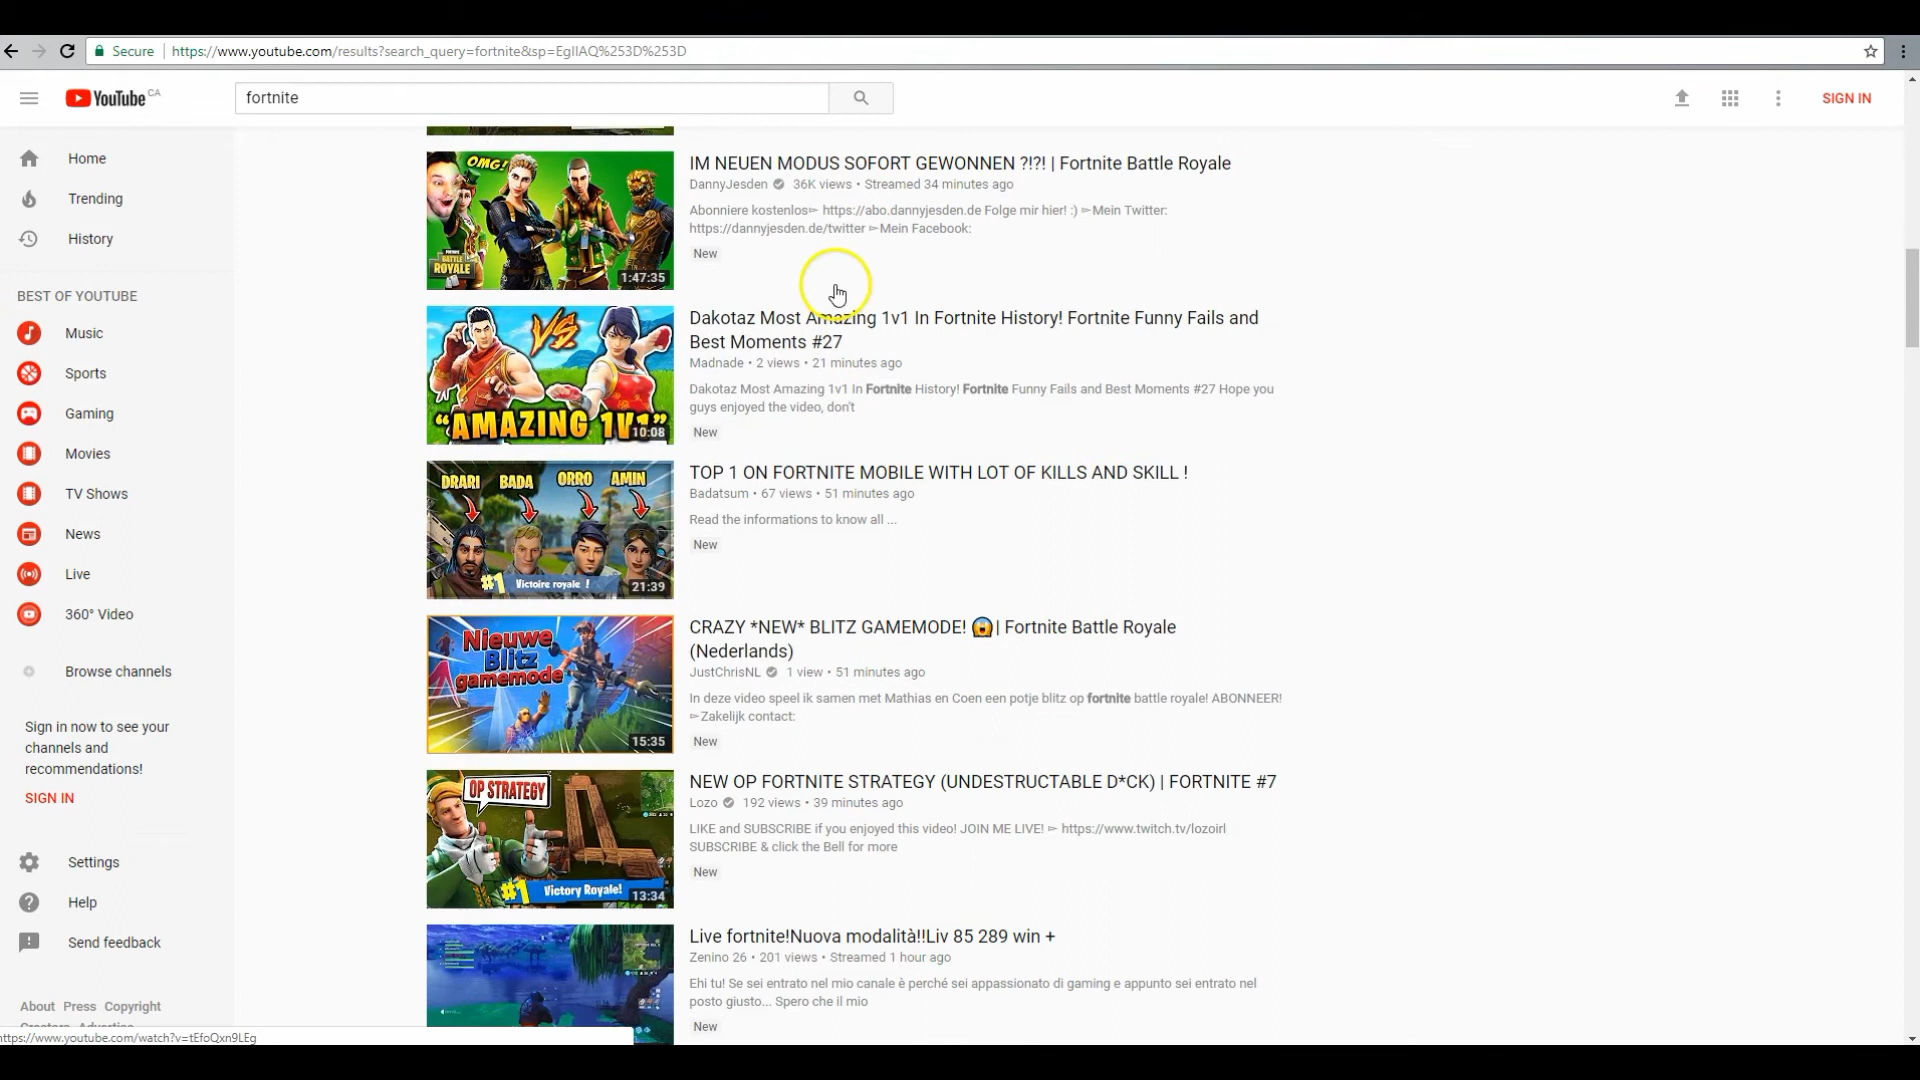 Secure https://www.youtube.com/results?search_query=fortnite&sp=EgIIAQ%253D%253D
YouTube CA
fortnite
SIGN IN
Home
Trending
History
BEST OF YOUTUBE
Music
Sports
Gaming
Movies
TV Shows
News
Live
360° Video
Browse channels
Sign in now to see your
channels and
recommendations!
SIGN IN
Settings
Help
Send feedback
About Press Copyright
https://www.youtube.com/watch?v=tEfoQxn9LEg
OMG!
BATTLE
ROYALE
1:47:35
IM NEUEN MODUS SOFORT GEWONNEN ?!?! | Fortnite Battle Royale
DannyJesden 36K views • Streamed 34 minutes ago
Abonniere kostenlos➳ https://abo.dannyjesden.de Folge mir hier! :) ➳Mein Twitter:
https://dannyjesden.de/twitter ➳Mein Facebook:
New
VS
"AMAZING 1V1"
10:08
Dakotaz Most Amazing 1v1 In Fortnite History! Fortnite Funny Fails and
Best Moments #27
Madnade • 2 views • 21 minutes ago
Dakotaz Most Amazing 1v1 In Fortnite History! Fortnite Funny Fails and Best Moments #27 Hope you
guys enjoyed the video, don't
New
DRARI BADA ORRO AMIN
#1 Victoire royale !
21:39
TOP 1 ON FORTNITE MOBILE WITH LOT OF KILLS AND SKILL !
Badatsum • 67 views • 51 minutes ago
Read the informations to know all ...
New
Nieuwe
Blitz
gamemode
15:35
CRAZY *NEW* BLITZ GAMEMODE! 😱| Fortnite Battle Royale
(Nederlands)
JustChrisNL 1 view • 51 minutes ago
In deze video speel ik samen met Mathias en Coen een potje blitz op fortnite battle royale! ABONNEER!
➳Zakelijk contact:
New
OP STRATEGY
#1 Victory Royale!
13:34
NEW OP FORTNITE STRATEGY (UNDESTRUCTABLE D*CK) | FORTNITE #7
Lozo 192 views • 39 minutes ago
LIKE and SUBSCRIBE if you enjoyed this video! JOIN ME LIVE! ➳ https://www.twitch.tv/lozoirl
SUBSCRIBE & click the Bell for more
New
Live fortnite!Nuova modalità!!Liv 85 289 win +
Zenino 26 • 201 views • Streamed 1 hour ago
Ehi tu! Se sei entrato nel mio canale è perché sei appassionato di gaming e appunto sei entrato nel
posto giusto... Spero che il mio
New